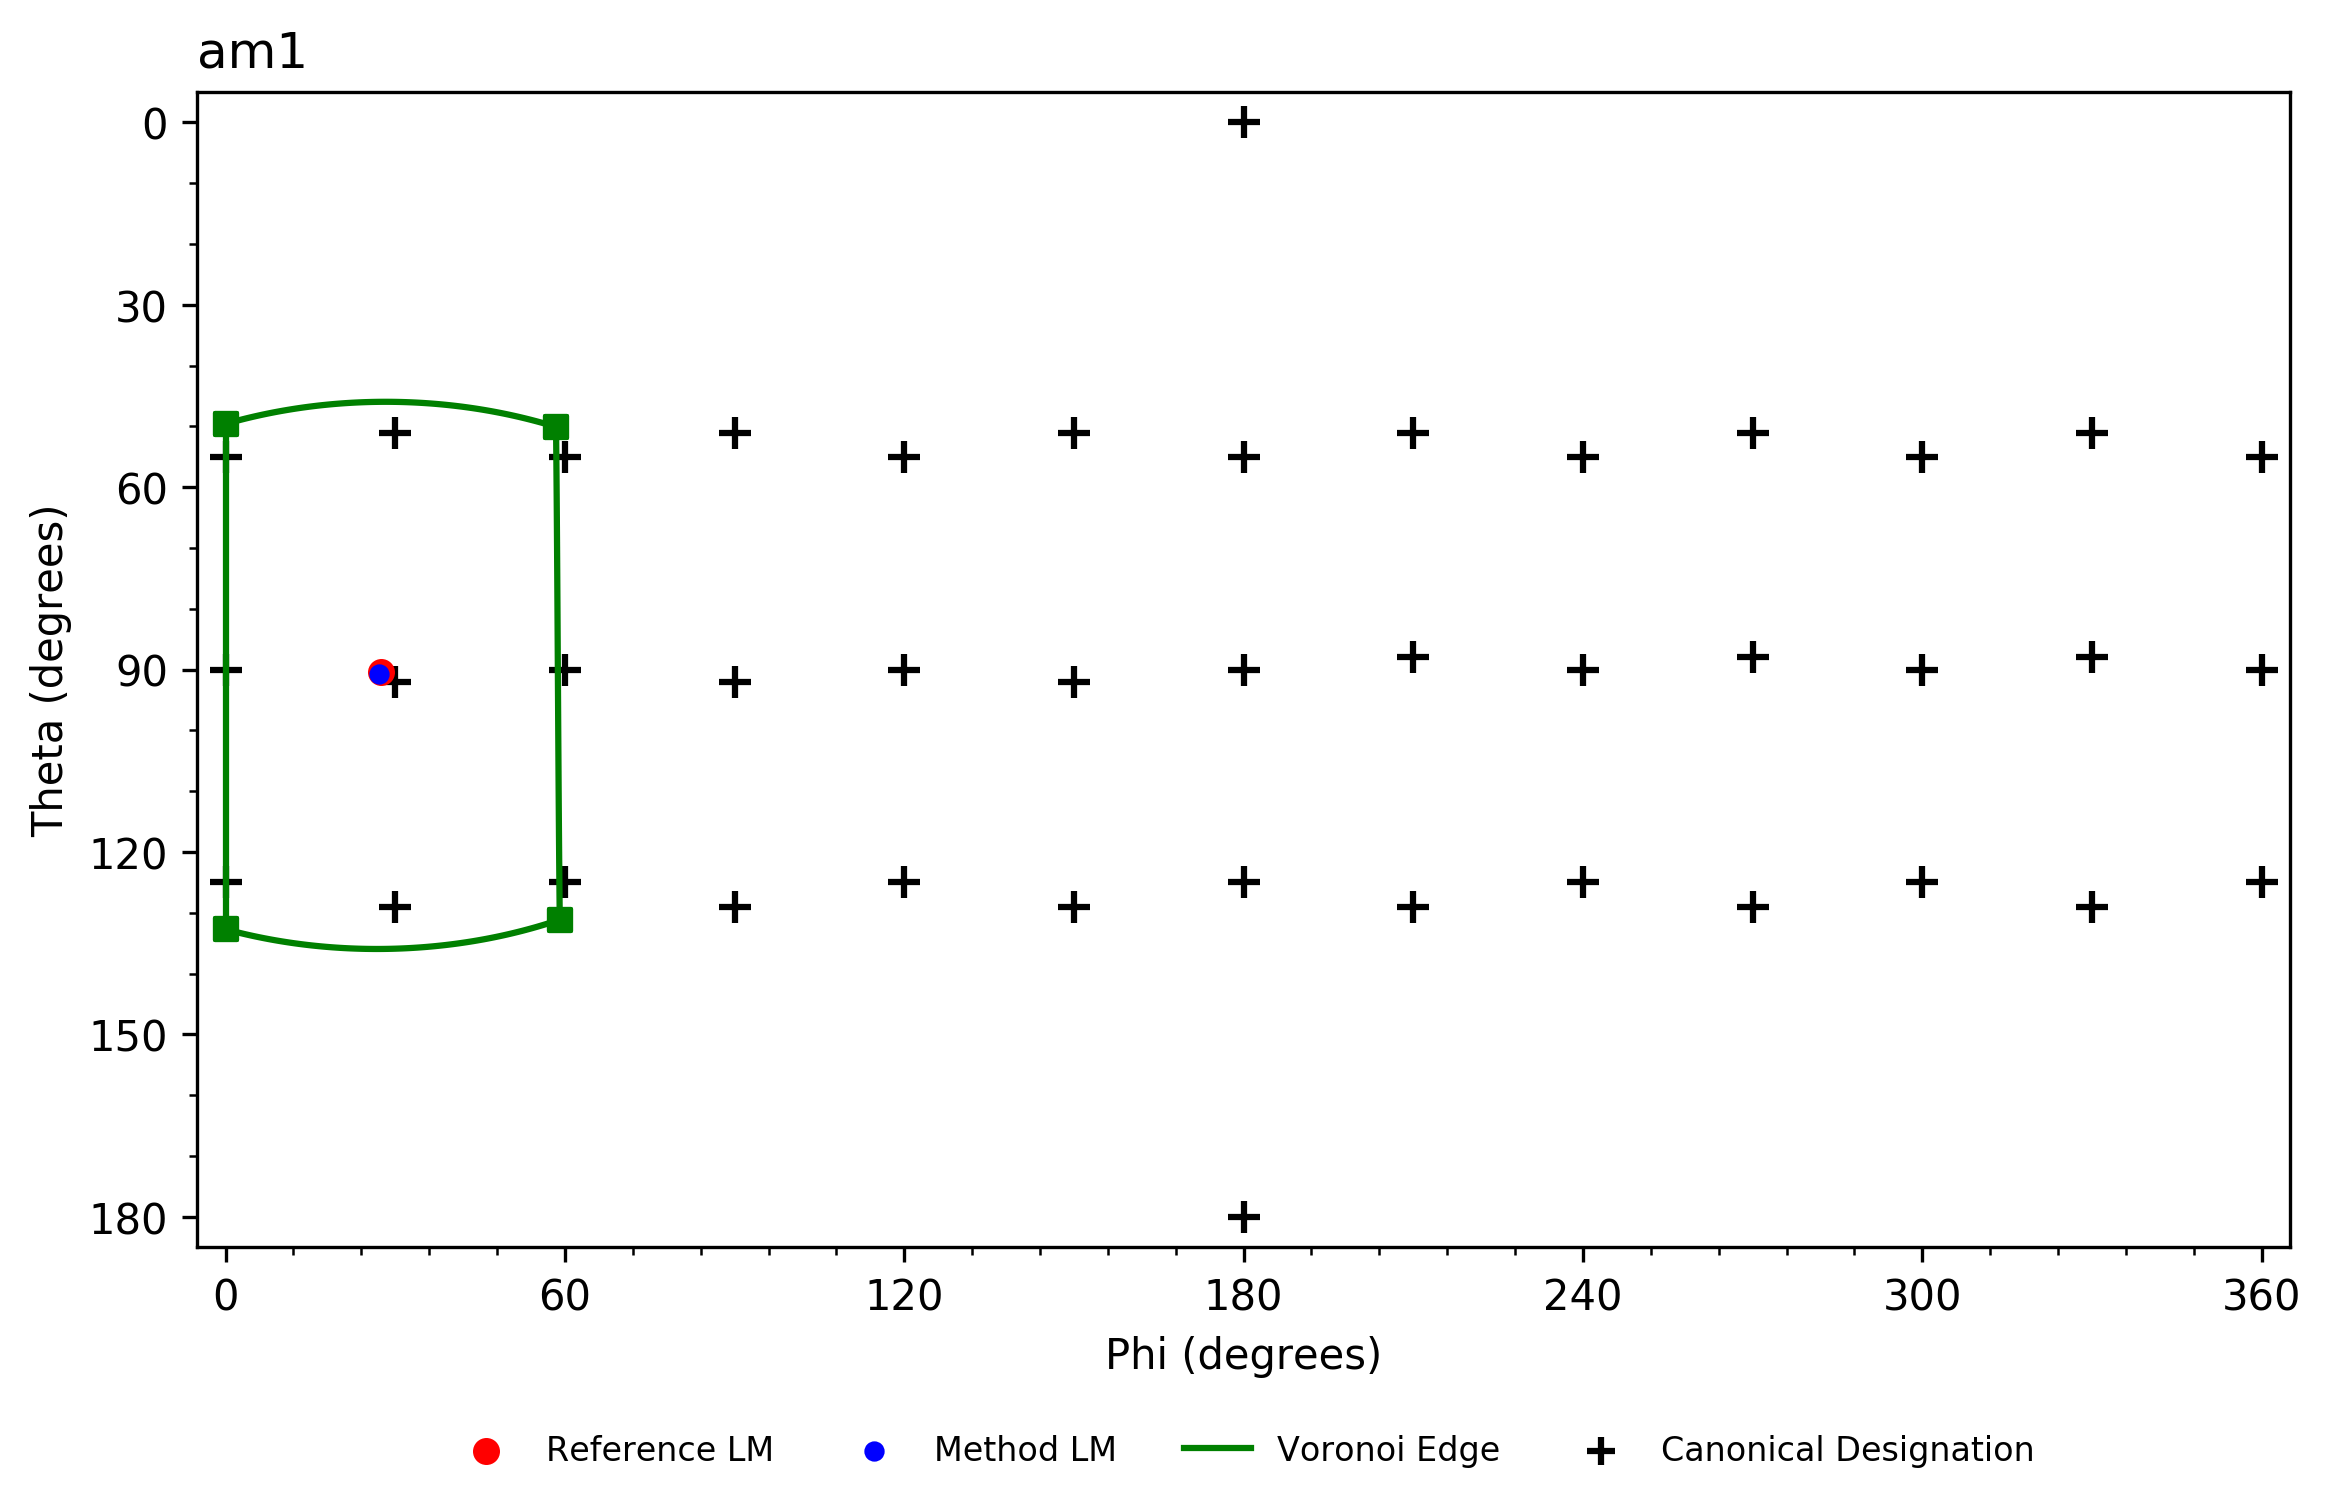 am1
0
30
60
90
120
150
180
Theta (degrees)
0 60 120 180 240 300 360
Phi (degrees)
Reference LM Method LM Voronoi Edge Canonical Designation